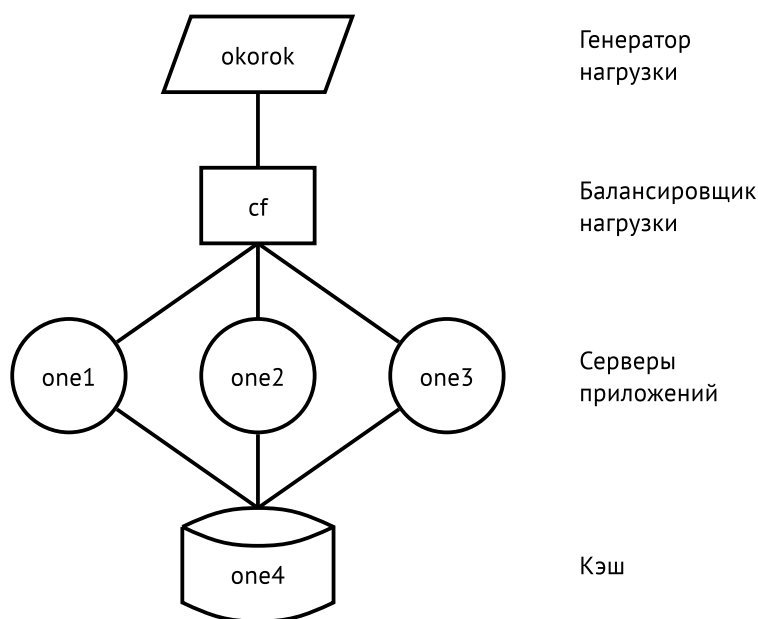 okorok
Генератор
нагрузки
cf
Балансировщик
нагрузки
one1
one2
one3
Серверы
приложений
one4
Кэш